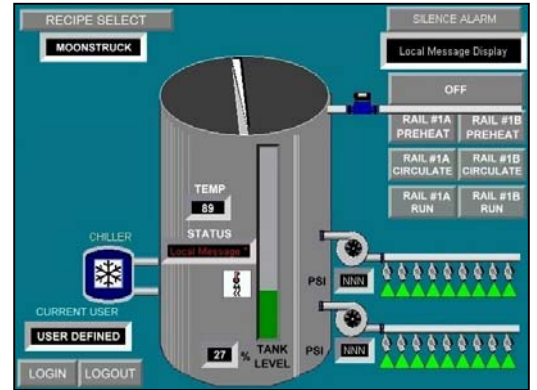 RECIPE SELECT
MOONSTRUCK
SILENCE ALARM
Local Message Display
OFF
RAIL #1A PREHEAT
RAIL #1B PREHEAT
RAIL #1A CIRCULATE
RAIL #1B CIRCULATE
RAIL #1A RUN
RAIL #1B RUN
TEMP
89
STATUS
Local Message
CHILLER
PSI NNN
CURRENT USER
USER DEFINED
27 % TANK LEVEL
PSI NNN
LOGIN LOGOUT